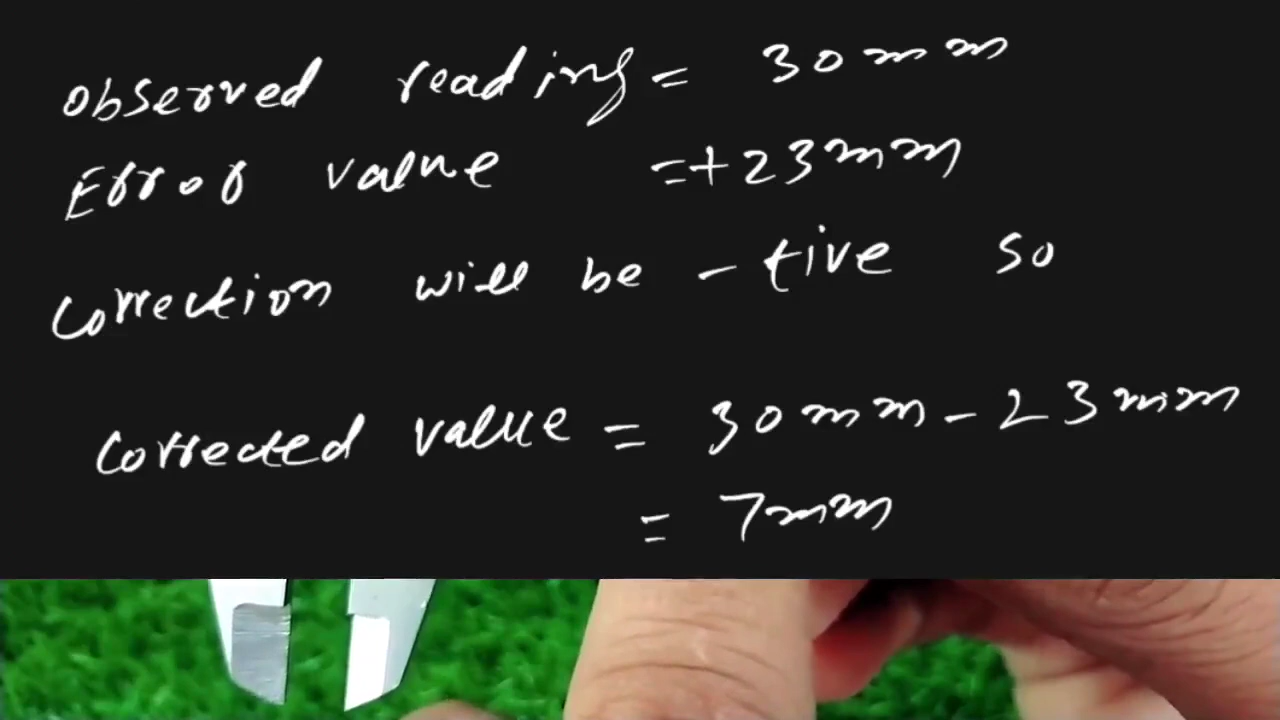 Observed reading = 30mm
Error value =+23mm
Correction will be -tive so
Corrected value = 30mm-23mm
= 7mm